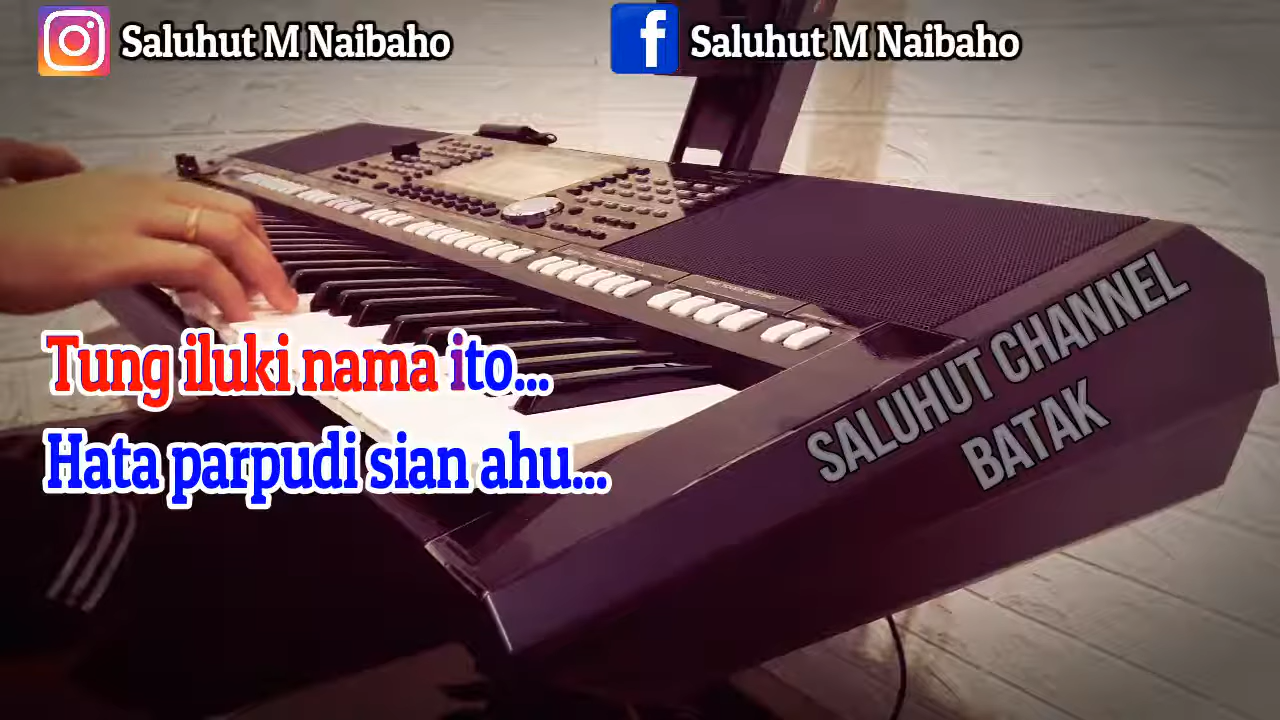 Saluhut M Naibaho
Saluhut M Naibaho
Tung iluki nama ito...
Hata parpudi sian ahu...
SALUHUT CHANNEL
BATAK